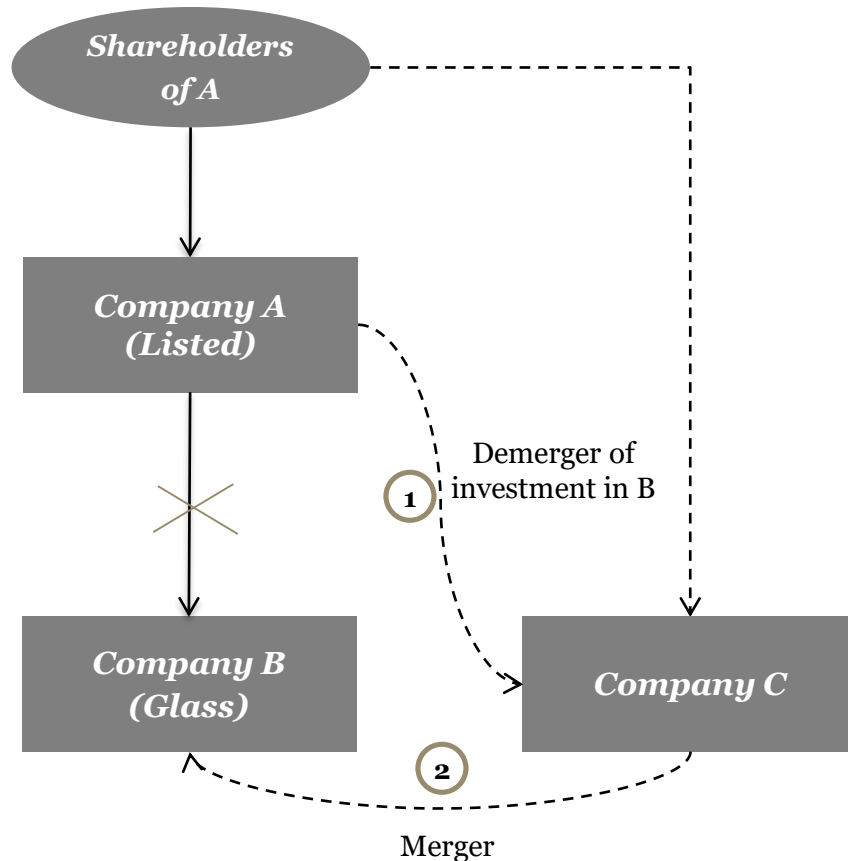 Shareholders
of A
Company A
(Listed)
Demerger of
investment in B
1
Company B
(Glass)
Company C
2
Merger